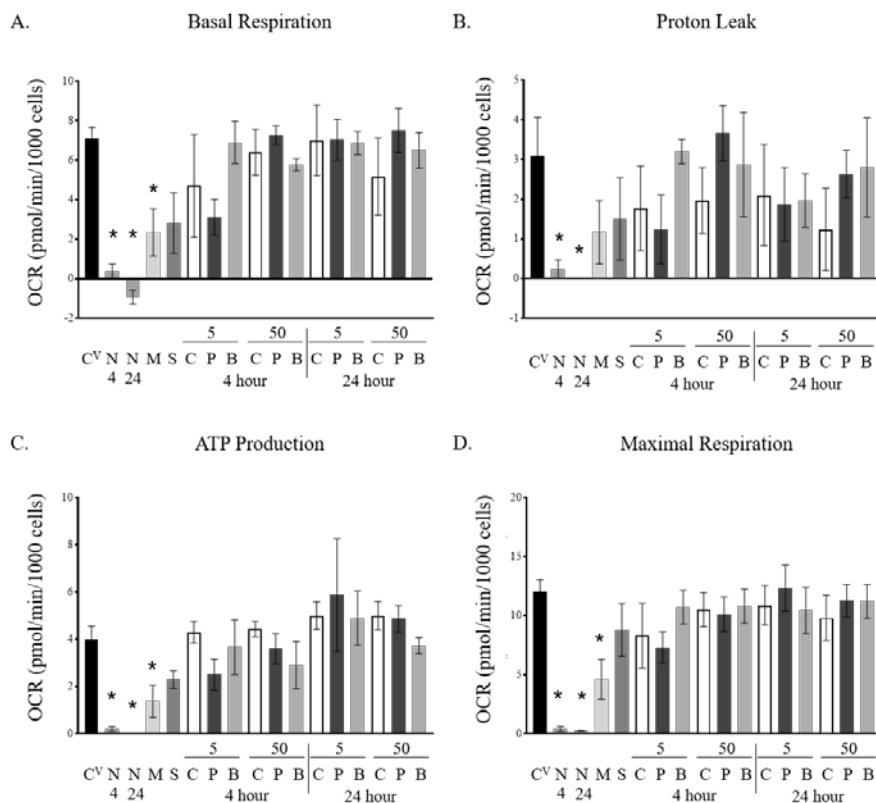 A.
Basal Respiration
OCR (pmol/min/1000 cells)
10
8
6
4
2
0
-2
*
*
*
5 50 5 50
Cᵛ N N M S C P B C P B C P B C P B
4 24
4 hour 24 hour
B.
Proton Leak
OCR (pmol/min/1000 cells)
5
4
3
2
1
0
-1
*
*
5 50 5 50
Cᵛ N N M S C P B C P B C P B C P B
4 24
4 hour 24 hour
C.
ATP Production
OCR (pmol/min/1000 cells)
10
8
6
4
2
0
*
*
*
5 50 5 50
Cᵛ N N M S C P B C P B C P B C P B
4 24
4 hour 24 hour
D.
Maximal Respiration
OCR (pmol/min/1000 cells)
20
15
10
5
0
*
*
*
5 50 5 50
Cᵛ N N M S C P B C P B C P B C P B
4 24
4 hour 24 hour